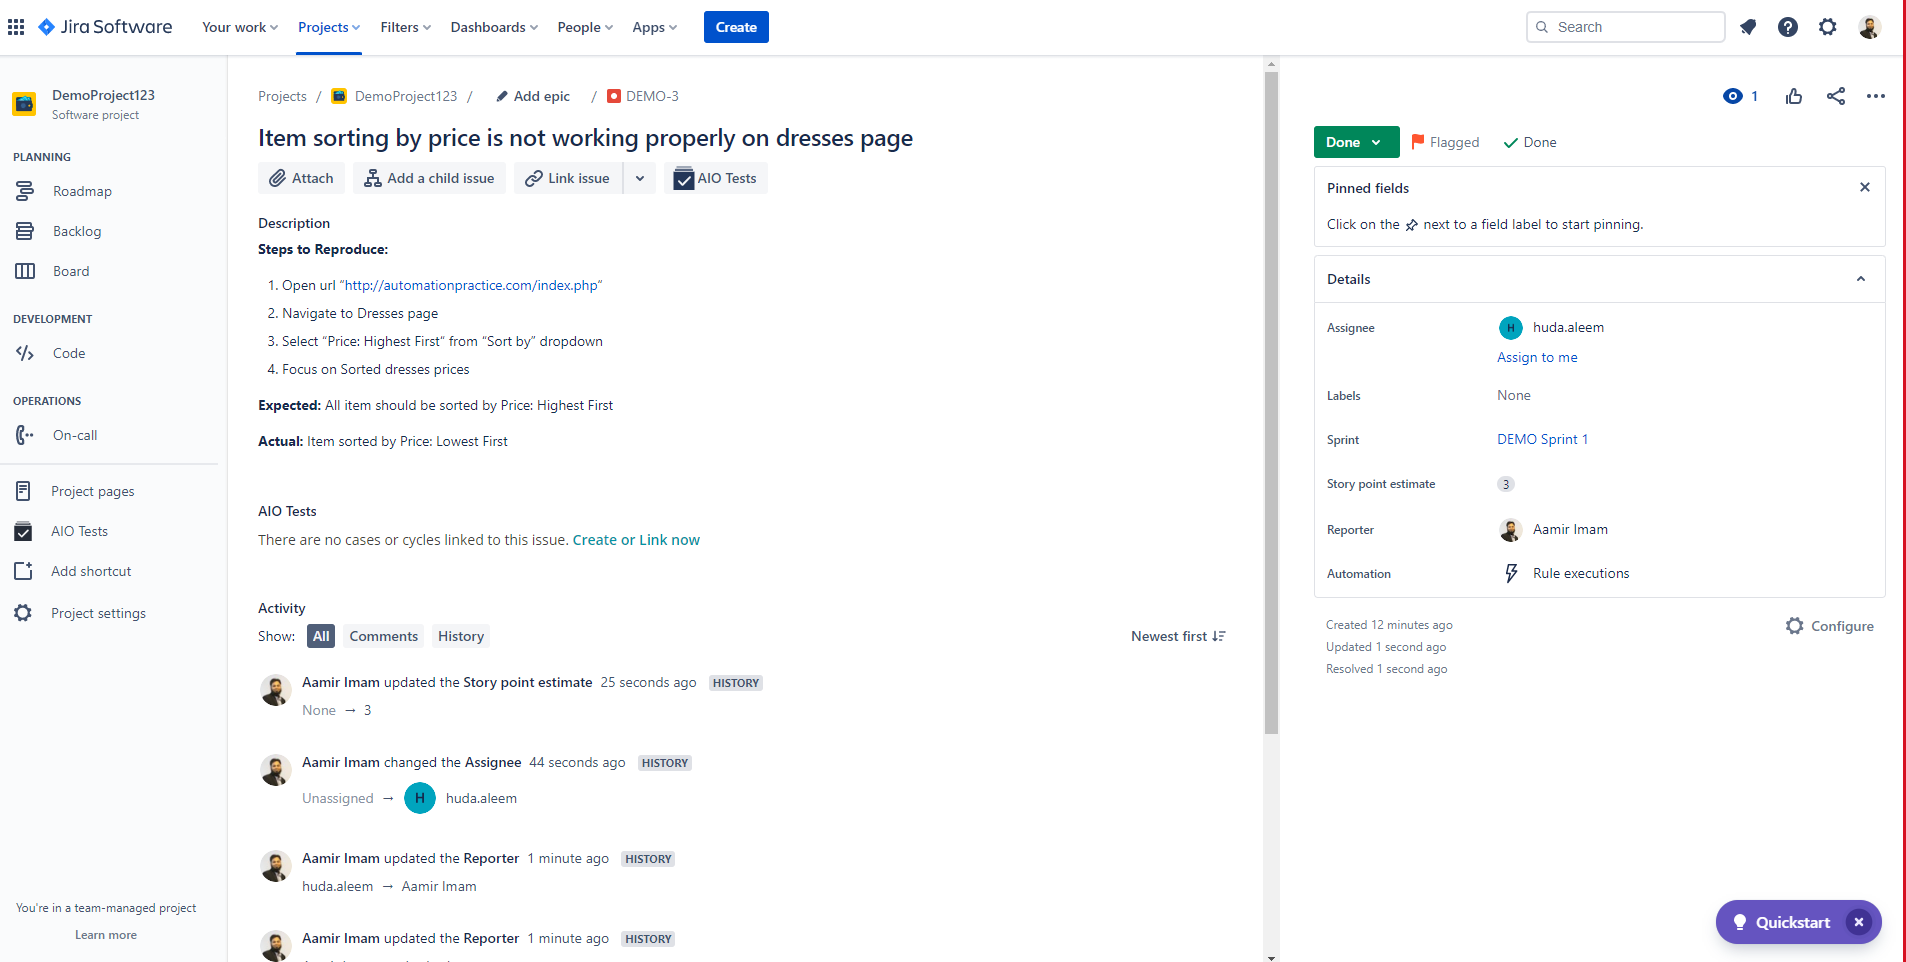 Jira Software Your work Projects Filters Dashboards People Apps Create Search
DemoProject123
Software project
PLANNING
Roadmap
Backlog
Board
DEVELOPMENT
Code
OPERATIONS
On-call
Project pages
AIO Tests
Add shortcut
Project settings
You're in a team-managed project
Learn more
Projects / DemoProject123 / Add epic / DEMO-3
Item sorting by price is not working properly on dresses page
Attach Add a child issue Link issue AIO Tests
Description
Steps to Reproduce:
1. Open url “http://automationpractice.com/index.php”
2. Navigate to Dresses page
3. Select “Price: Highest First” from “Sort by” dropdown
4. Focus on Sorted dresses prices
Expected: All item should be sorted by Price: Highest First
Actual: Item sorted by Price: Lowest First
AIO Tests
There are no cases or cycles linked to this issue. Create or Link now
Activity
Show: All Comments History Newest first
Aamir Imam updated the Story point estimate 25 seconds ago HISTORY
None → 3
Aamir Imam changed the Assignee 44 seconds ago HISTORY
Unassigned → H huda.aleem
Aamir Imam updated the Reporter 1 minute ago HISTORY
huda.aleem → Aamir Imam
Aamir Imam updated the Reporter 1 minute ago HISTORY
1
Done Flagged Done
Pinned fields
Click on the next to a field label to start pinning.
Details
Assignee H huda.aleem
Assign to me
Labels None
Sprint DEMO Sprint 1
Story point estimate 3
Reporter Aamir Imam
Automation Rule executions
Created 12 minutes ago Configure
Updated 1 second ago
Resolved 1 second ago
Quickstart